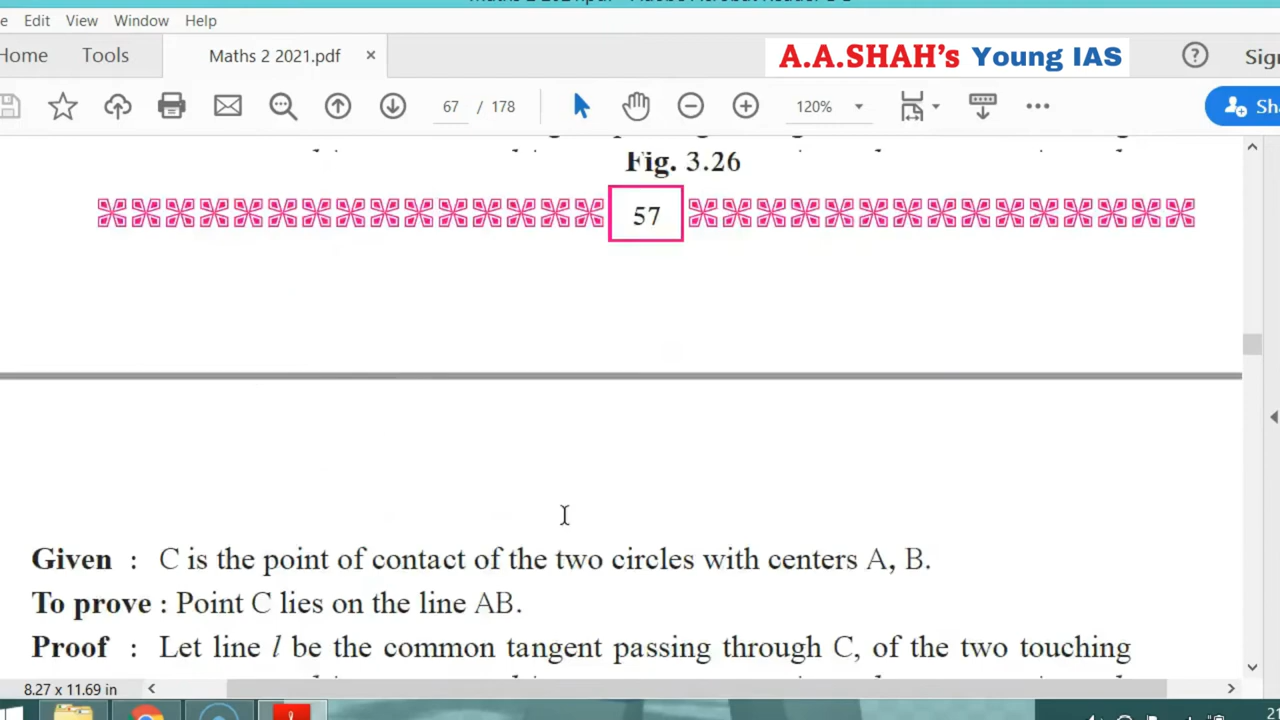 Edit View Window Help
Home Tools Maths 2 2021.pdf ×
A.A.SHAH's Young IAS
? Sig
67 / 178 120%
Fig. 3.26
57
Given : C is the point of contact of the two circles with centers A, B.
To prove : Point C lies on the line AB.
Proof : Let line l be the common tangent passing through C, of the two touching
8.27 x 11.69 in